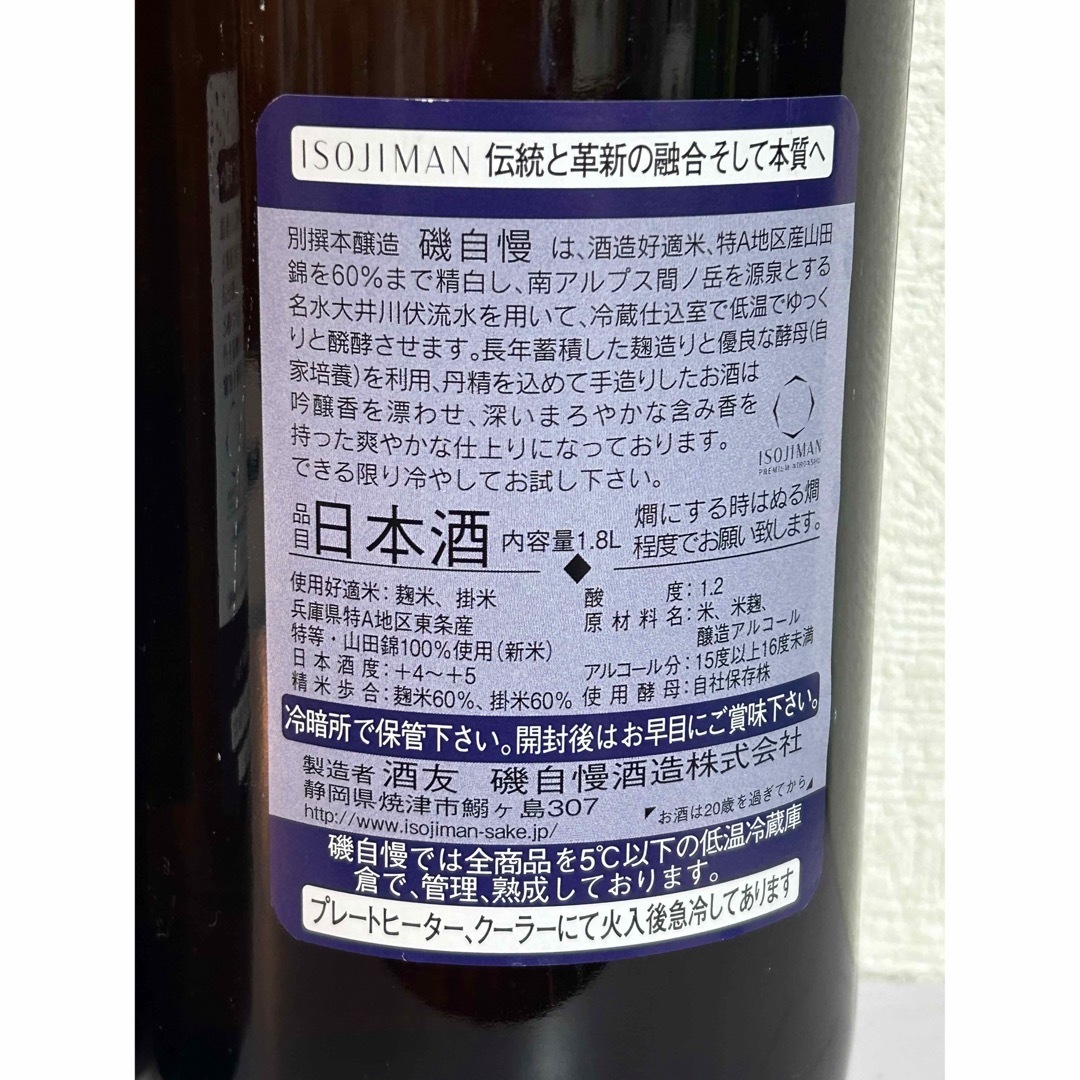 ISOJIMAN 伝統と革新の融合そして本質へ
別撰本醸造 磯自慢 は、酒造好適米、特A地区産山田
錦を60%まで精白し、南アルプス間ノ岳を源泉とする
名水大井川伏流水を用いて、冷蔵仕込室で低温でゆっく
りと醗酵させます。長年蓄積した麹造りと優良な酵母(自
家培養)を利用、丹精を込めて手造りしたお酒は
吟醸香を漂わせ、深いまろやかな含み香を
持った爽やかな仕上りになっております。
できる限り冷やしてお試し下さい。
ISOJIMAN
品目 日本酒 内容量1.8L
燗にする時はぬる燗
程度でお願い致します。
使用好適米:麹米、掛米
兵庫県特A地区東条産
特等・山田錦100%使用(新米)
日本酒度:+4〜+5
精米歩合:麹米60%、掛米60%
酸度:1.2
原材料名:米、米麹、
醸造アルコール
アルコール分:15度以上16度未満
使用酵母:自社保存株
冷暗所で保管下さい。開封後はお早目にご賞味下さい。
製造者 酒友 磯自慢酒造株式会社
静岡県焼津市鰯ヶ島307
http://www.isojiman-sake.jp/
お酒は20歳を過ぎてから
磯自慢では全商品を5℃以下の低温冷蔵庫
倉で、管理、熟成しております。
プレートヒーター、クーラーにて火入後急冷してあります